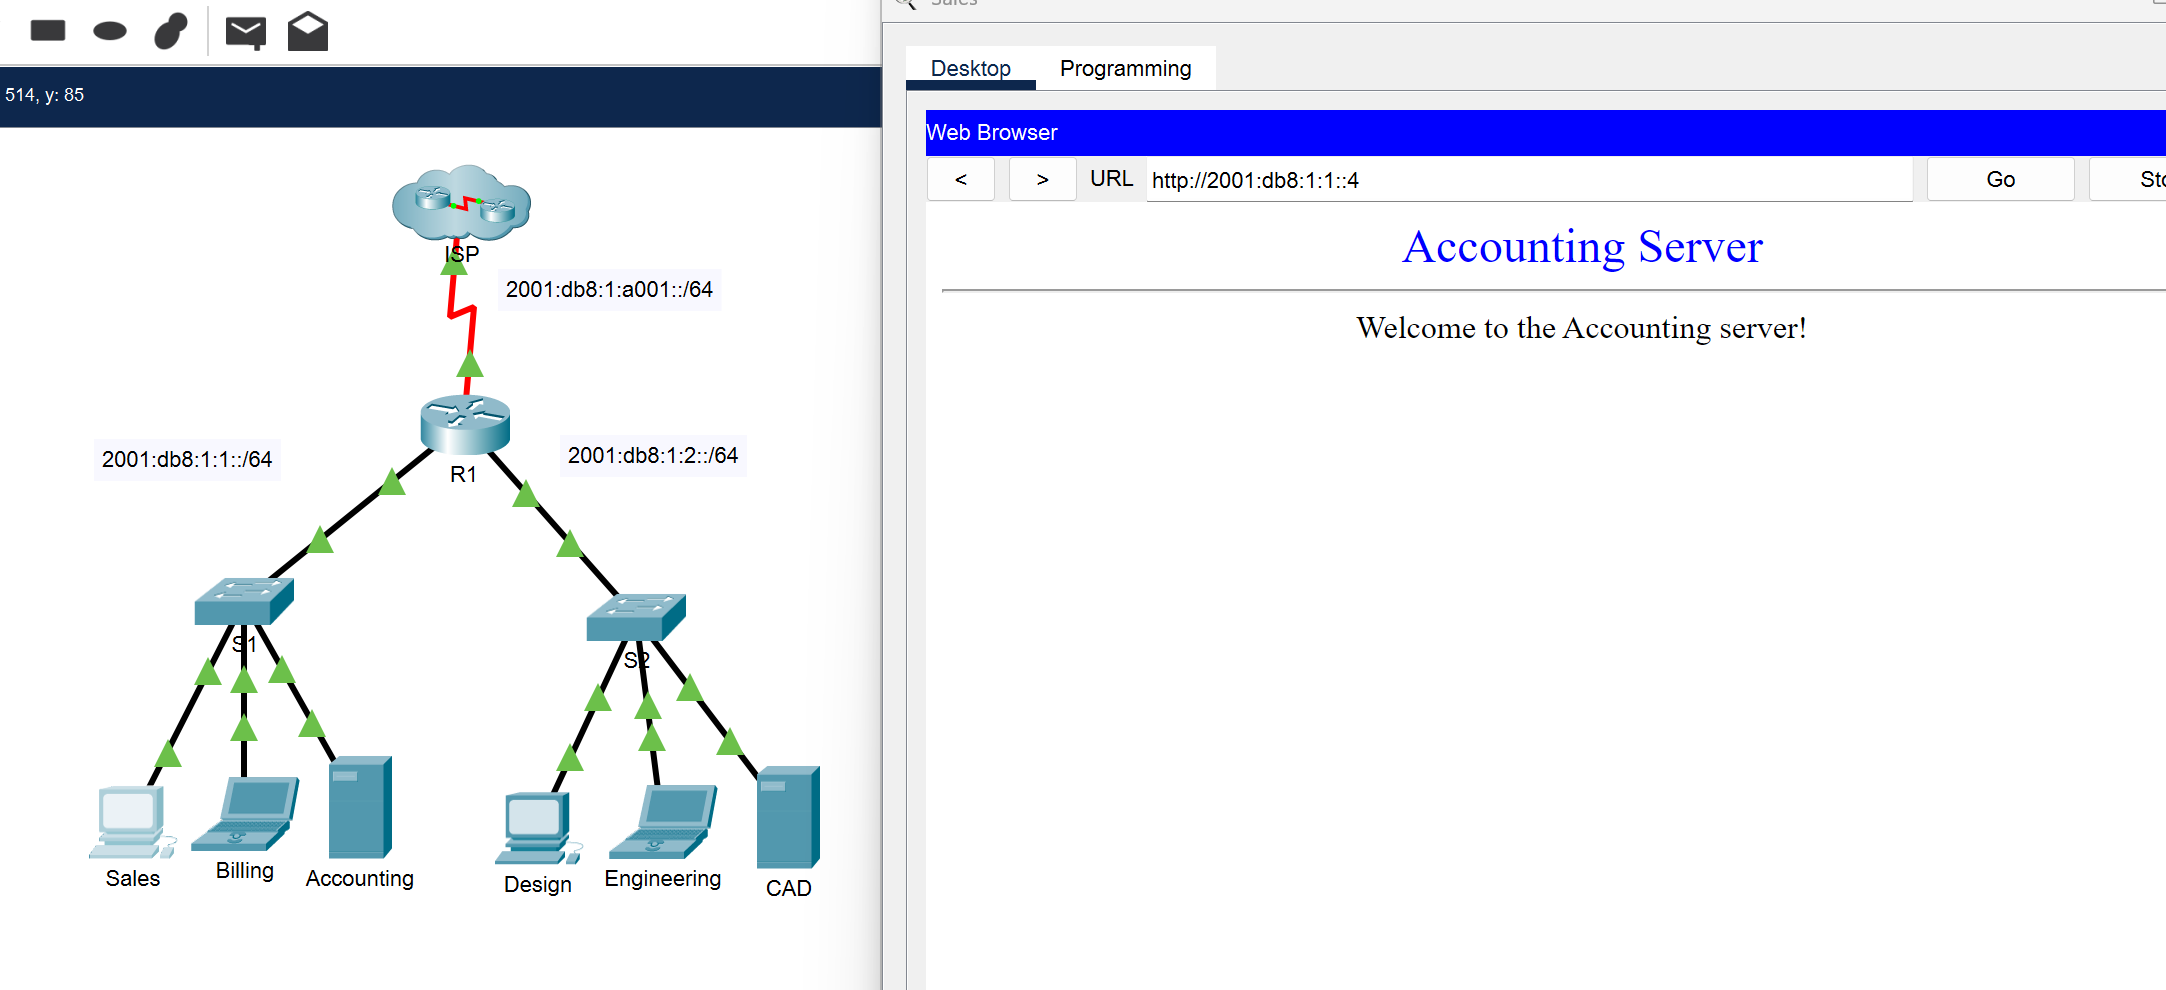 Sales
514, y: 85
Desktop Programming
Web Browser
< > URL http://2001:db8:1:1::4 Go
Accounting Server
Welcome to the Accounting server!
ISP
2001:db8:1:a001::/64
2001:db8:1:1::/64
2001:db8:1:2::/64
R1
S1
S2
Sales
Billing
Accounting
Design
Engineering
CAD